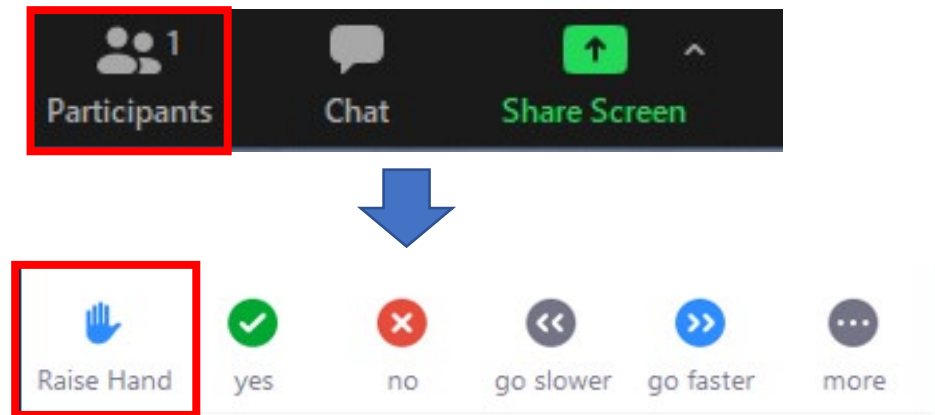 1
Participants Chat Share Screen
Raise Hand yes no go slower go faster more